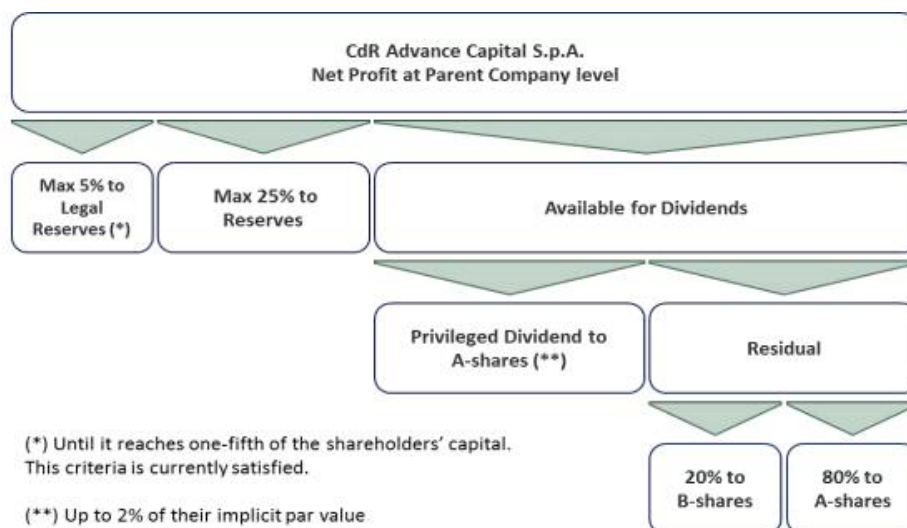 CdR Advance Capital S.p.A.
Net Profit at Parent Company level
Max 5% to
Legal
Reserves (*)
Max 25% to
Reserves
Available for Dividends
Privileged Dividend to
A-shares (**)
Residual
(*) Until it reaches one-fifth of the shareholders' capital.
This criteria is currently satisfied.
(**) Up to 2% of their implicit par value
20% to
B-shares
80% to
A-shares